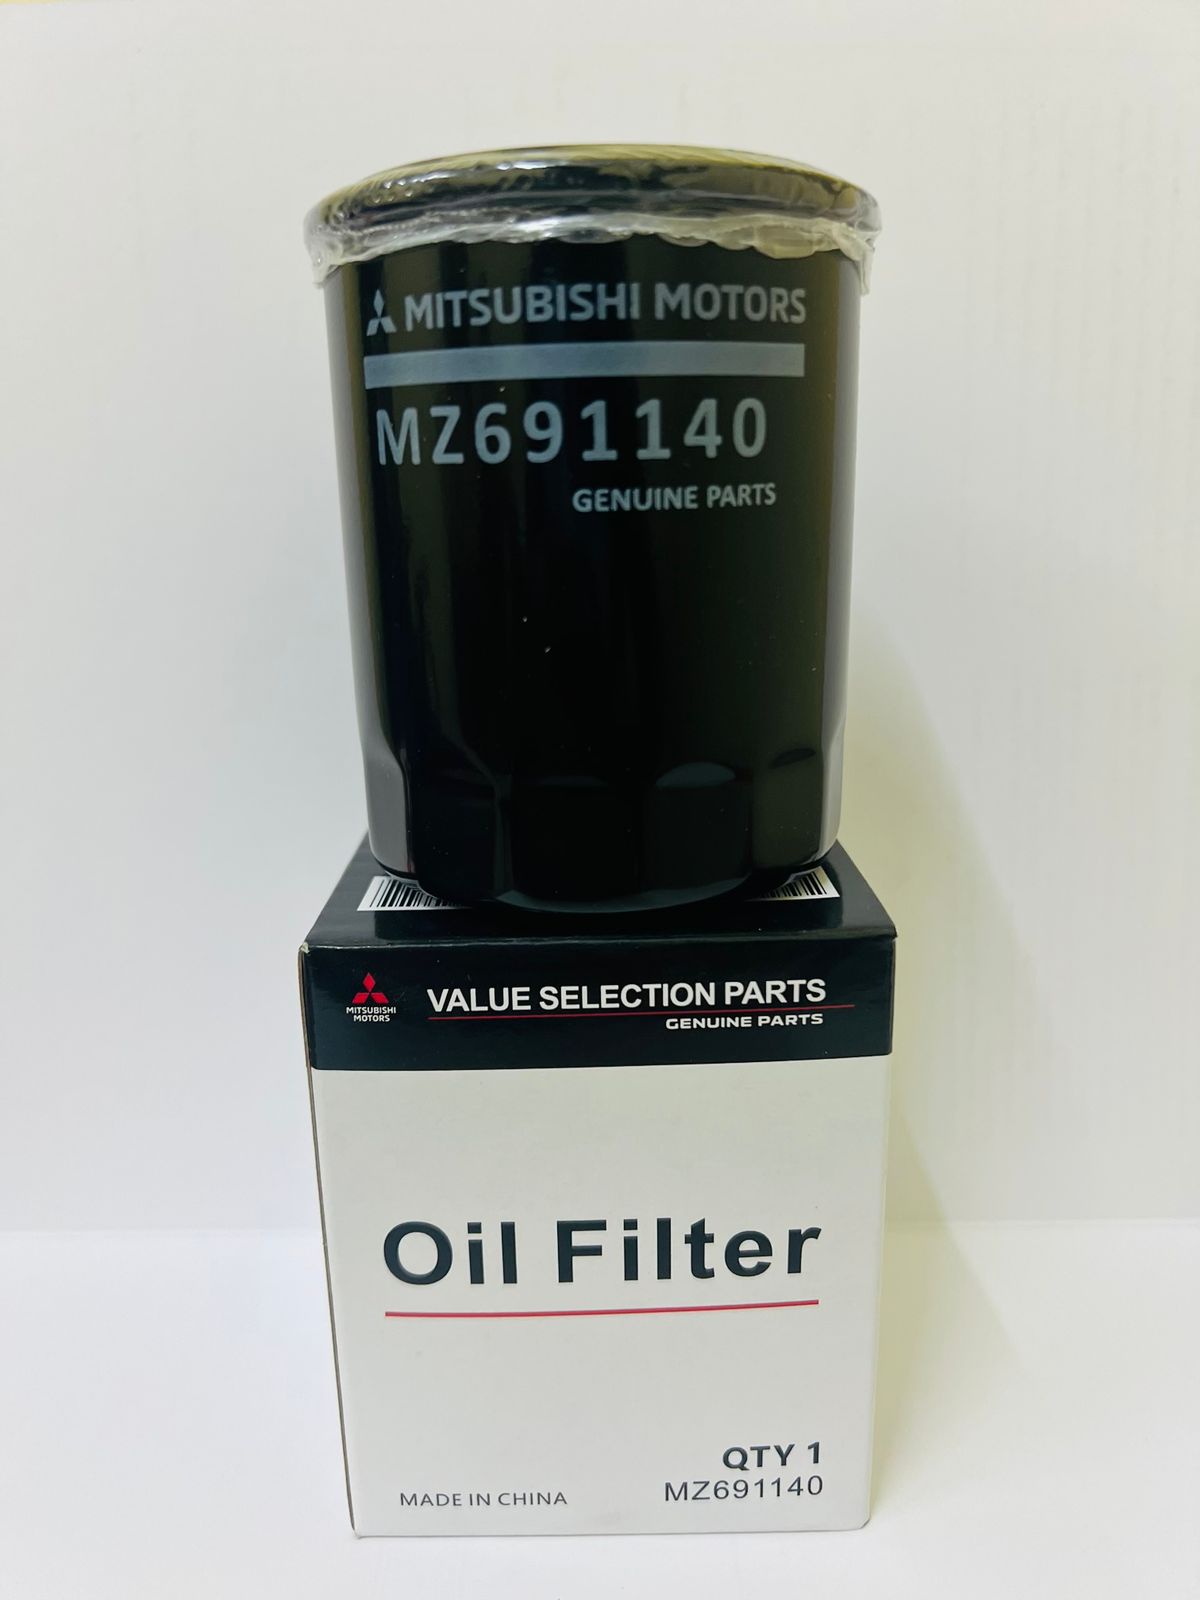 MITSUBISHI MOTORS
MZ691140
GENUINE PARTS
MITSUBISHI
MOTORS
VALUE SELECTION PARTS
GENUINE PARTS
Oil Filter
QTY 1
MADE IN CHINA
MZ691140